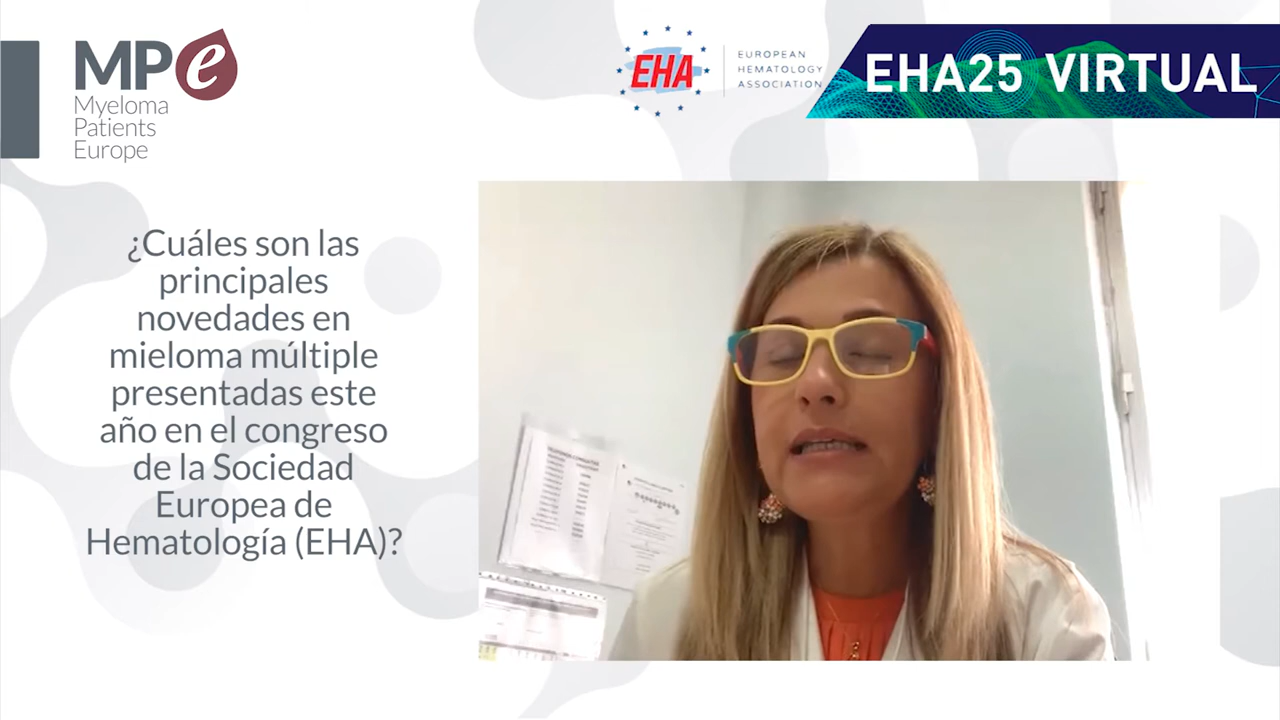 MPe
Myeloma
Patients
Europe
EHA
EUROPEAN
HEMATOLOGY
ASSOCIATION
EHA25 VIRTUAL
¿Cuáles son las
principales
novedades en
mieloma múltiple
presentadas este
año en el congreso
de la Sociedad
Europea de
Hematología (EHA)?